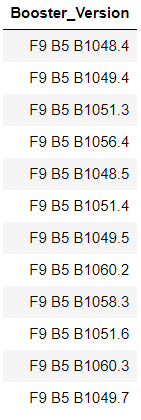 Booster_Version
F9 B5 B1048.4
F9 B5 B1049.4
F9 B5 B1051.3
F9 B5 B1056.4
F9 B5 B1048.5
F9 B5 B1051.4
F9 B5 B1049.5
F9 B5 B1060.2
F9 B5 B1058.3
F9 B5 B1051.6
F9 B5 B1060.3
F9 B5 B1049.7